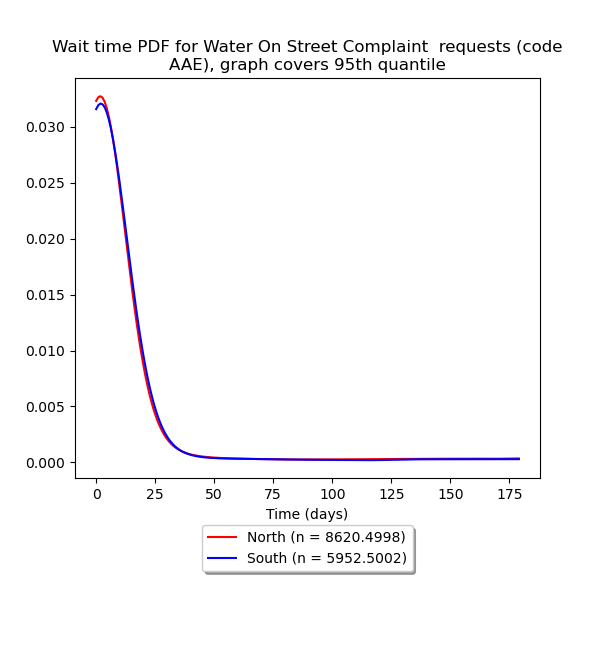 Wait time PDF for Water On Street Complaint  requests (code
AAE), graph covers 95th quantile
0.030
0.025
0.020
0.015
0.010
0.005
0.000
0 25 50 75 100 125 150 175
Time (days)
North (n = 8620.4998)
South (n = 5952.5002)